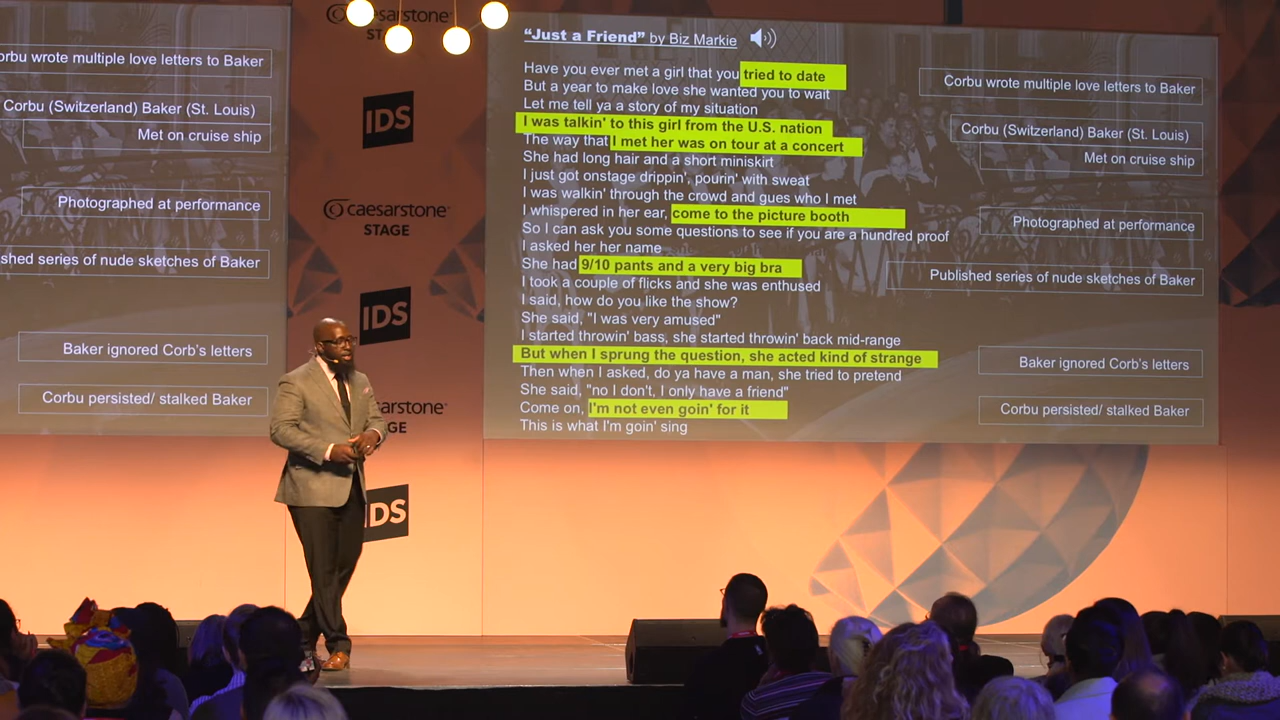 caesarstone
ST
IDS
caesarstone
STAGE
IDS
arstone
GE
IDS
orbu wrote multiple love letters to Baker
Corbu (Switzerland) Baker (St. Louis)
Met on cruise ship
Photographed at performance
shed series of nude sketches of Baker
Baker ignored Corb's letters
Corbu persisted/ stalked Baker
“Just a Friend” by Biz Markie
Have you ever met a girl that you tried to date
But a year to make love she wanted you to wait
Let me tell ya a story of my situation
I was talkin' to this girl from the U.S. nation
The way that I met her was on tour at a concert
She had long hair and a short miniskirt
I just got onstage drippin', pourin' with sweat
I was walkin' through the crowd and gues who I met
I whispered in her ear, come to the picture booth
So I can ask you some questions to see if you are a hundred proof
I asked her her name
She had 9/10 pants and a very big bra
I took a couple of flicks and she was enthused
I said, how do you like the show?
She said, "I was very amused"
I started throwin' bass, she started throwin' back mid-range
But when I sprung the question, she acted kind of strange
Then when I asked, do ya have a man, she tried to pretend
She said, "no I don't, I only have a friend"
Come on, I'm not even goin' for it
This is what I'm goin' sing
Corbu wrote multiple love letters to Baker
Corbu (Switzerland) Baker (St. Louis)
Met on cruise ship
Photographed at performance
Published series of nude sketches of Baker
Baker ignored Corb's letters
Corbu persisted/ stalked Baker